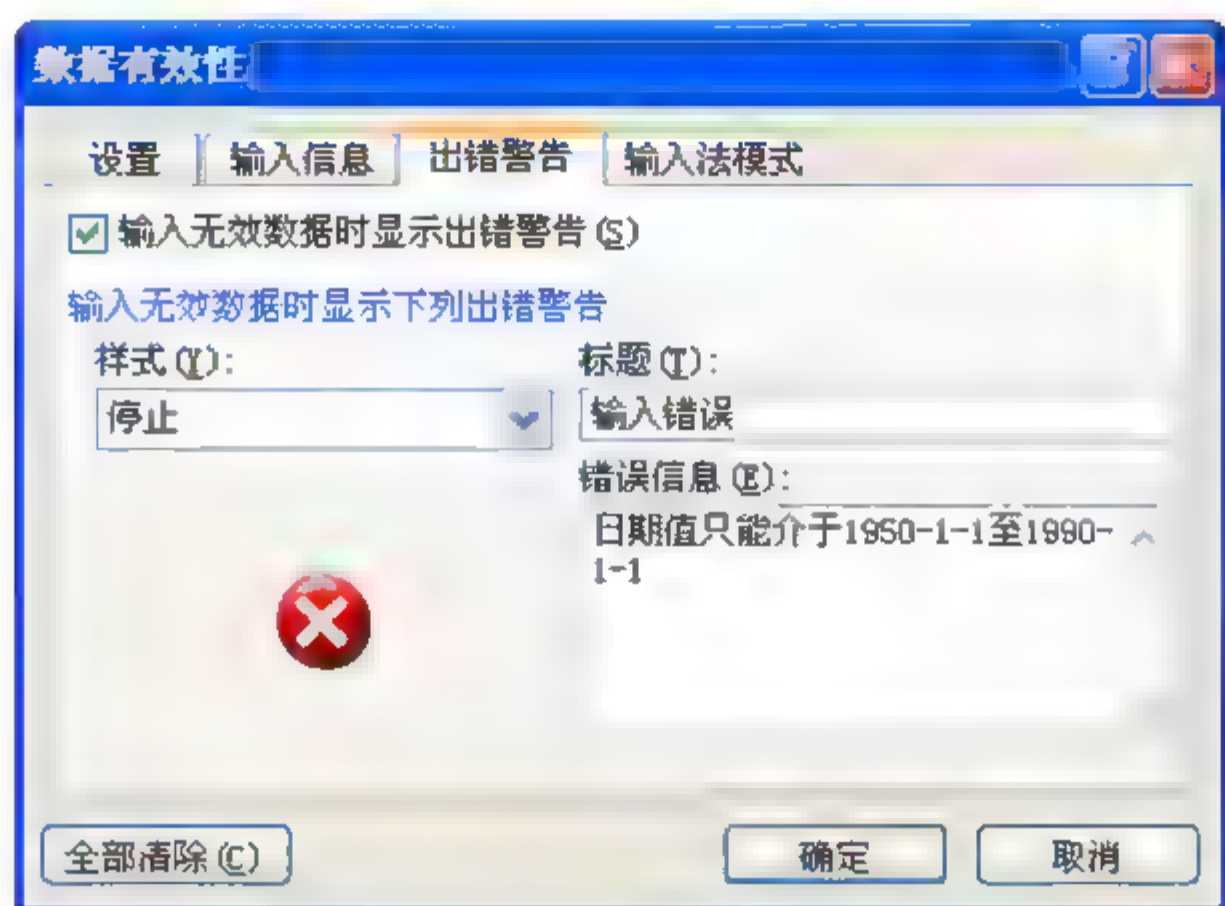 数据有效性
设置 输入信息 出错警告 输入法模式
输入无效数据时显示出错警告(S)
输入无效数据时显示下列出错警告
样式(Y): 标题(T):
停止 输入错误
错误信息(E):
日期值只能介于1950-1-1至1990-
1-1
全部清除(C) 确定 取消